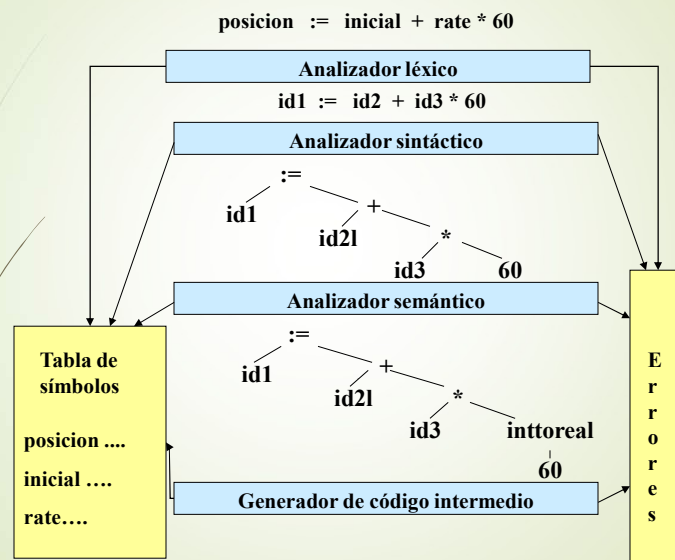 posicion := inicial + rate * 60
Analizador léxico
id1 := id2 + id3 * 60
Analizador sintáctico
:=
id1 +
id2l *
id3 60
Analizador semántico
:=
id1 +
id2l *
id3 inttoreal
60
Generador de código intermedio
Tabla de
símbolos
posicion ....
inicial ….
rate….
E
r
r
o
r
e
s